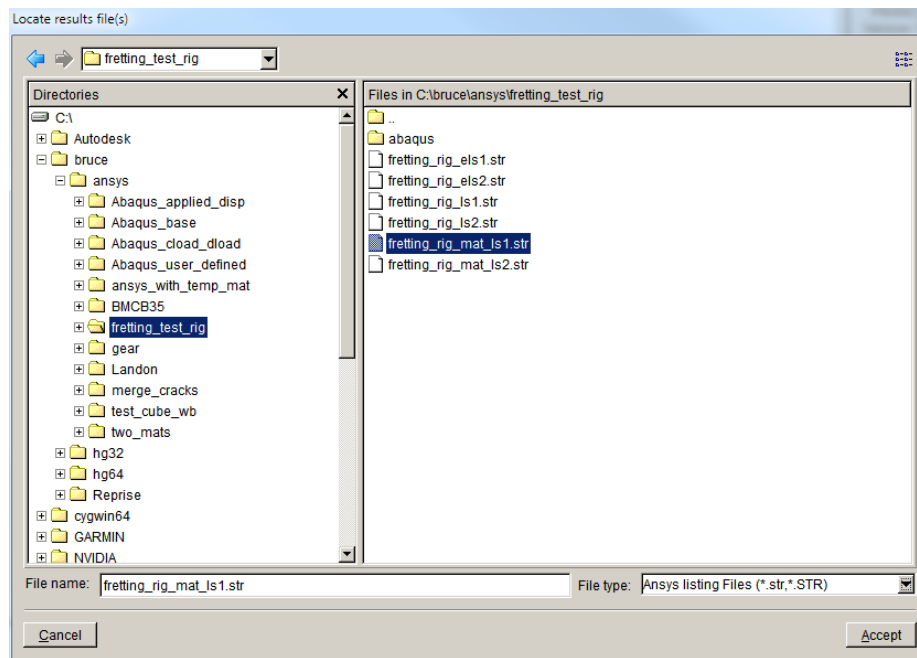 Locate results file(s)
fretting_test_rig
Directories
C:\
Autodesk
bruce
ansys
Abaqus_applied_disp
Abaqus_base
Abaqus_cload_dload
Abaqus_user_defined
ansys_with_temp_mat
BMCB35
fretting_test_rig
gear
Landon
merge_cracks
test_cube_wb
two_mats
hg32
hg64
Reprise
cygwin64
GARMIN
NVIDIA
Files in C:\bruce\ansys\fretting_test_rig
..
abaqus
fretting_rig_els1.str
fretting_rig_els2.str
fretting_rig_ls1.str
fretting_rig_ls2.str
fretting_rig_mat_ls1.str
fretting_rig_mat_ls2.str
File name: fretting_rig_mat_ls1.str
File type: Ansys listing Files (*.str,*.STR)
Cancel
Accept